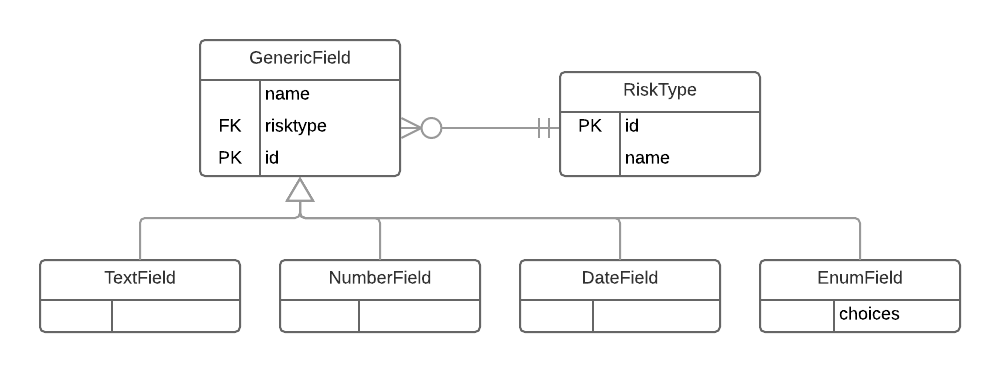 GenericField
name
FK risktype
PK id
RiskType
PK id
name
TextField
NumberField
DateField
EnumField
choices